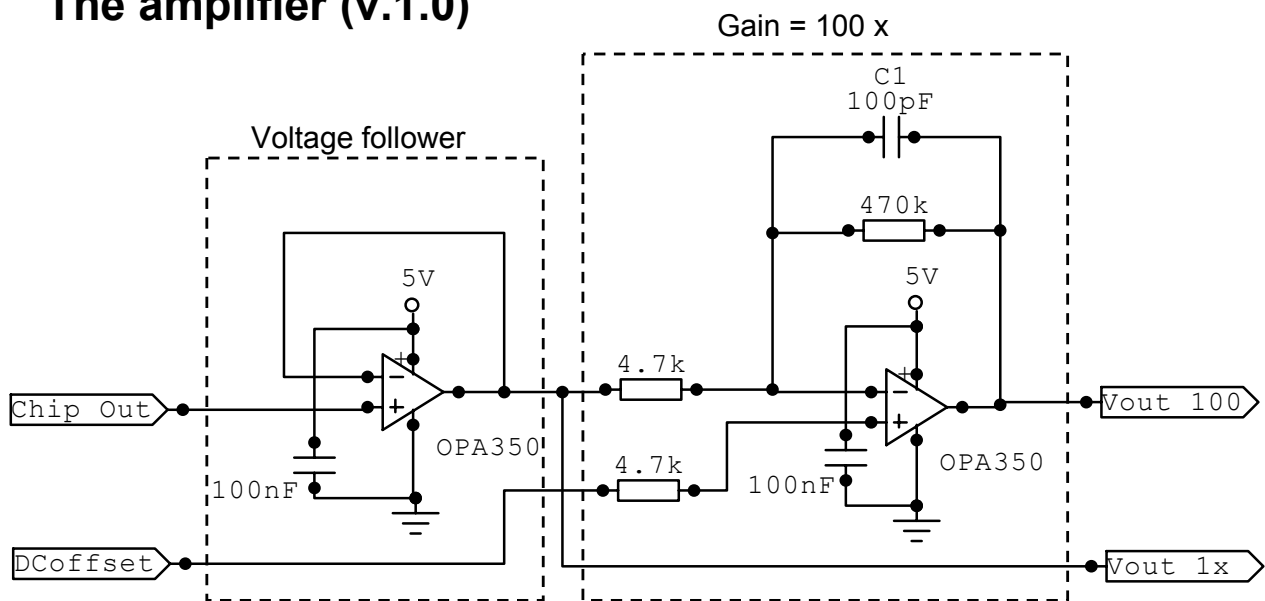 The amplifier (v.1.0)
Gain = 100 x
C1
100pF
Voltage follower
470k
5V
5V
+
+
4.7k
−
−
Chip Out
+
+
Vout 100
OPA350
OPA350
4.7k
100nF
100nF
DCoffset
Vout 1x